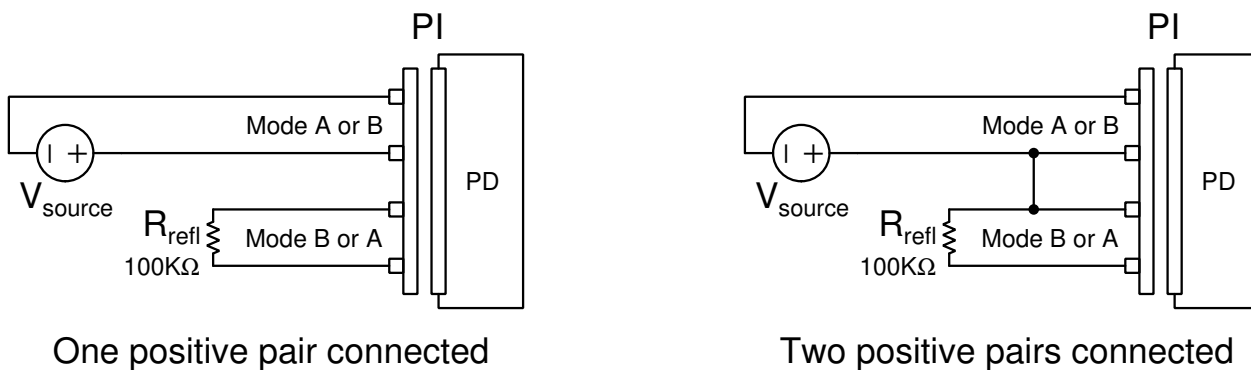 PI
Mode A or B
V source
PD
R refl
100KΩ
Mode B or A
One positive pair connected
PI
Mode A or B
V source
PD
R refl
100KΩ
Mode B or A
Two positive pairs connected